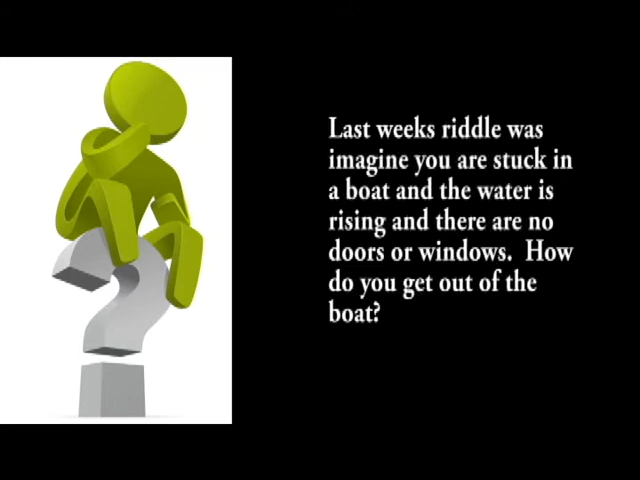 Last weeks riddle was
imagine you are stuck in
a boat and the water is
rising and there are no
doors or windows.  How
do you get out of the
boat?